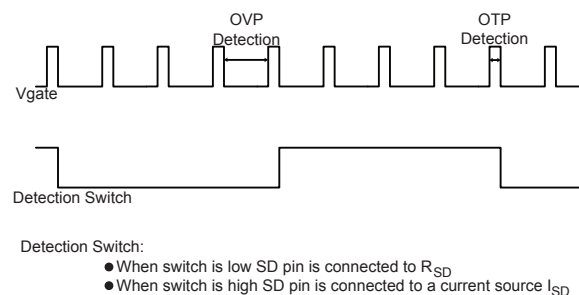 OVP
Detection
OTP
Detection
Vgate
Detection Switch
Detection Switch:
● When switch is low SD pin is connected to RSD
● When switch is high SD pin is connected to a current source ISD